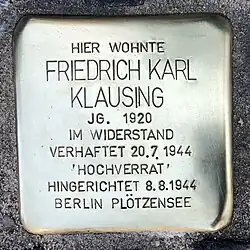 HIER WOHNTE
FRIEDRICH KARL
KLAUSING
JG. 1920
IM WIDERSTAND
VERHAFTET 20.7.1944
'HOCHVERRAT'
HINGERICHTET 8.8.1944
BERLIN PLÖTZENSEE